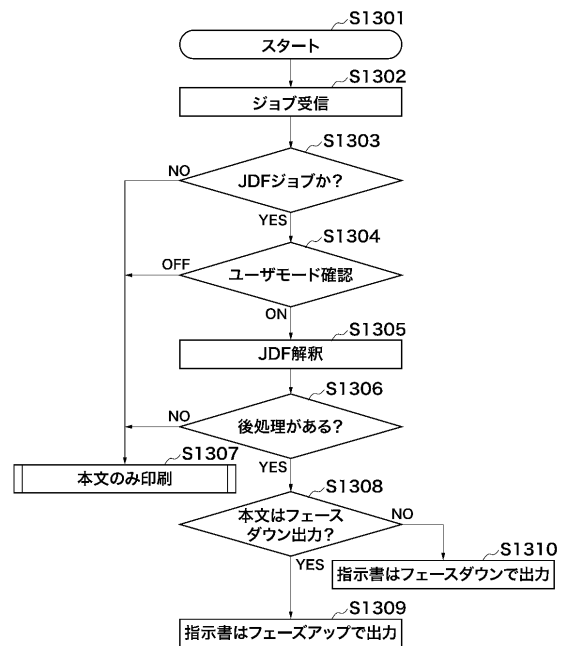 S1301
スタート
S1302
ジョブ受信
S1303
NO
JDFジョブか?
YES
S1304
OFF
ユーザモード確認
ON
S1305
JDF解釈
S1306
NO
後処理がある?
S1307
YES
本文のみ印刷
S1308
本文はフェース
ダウン出力?
NO
YES
S1310
指示書はフェースダウンで出力
S1309
指示書はフェーズアップで出力